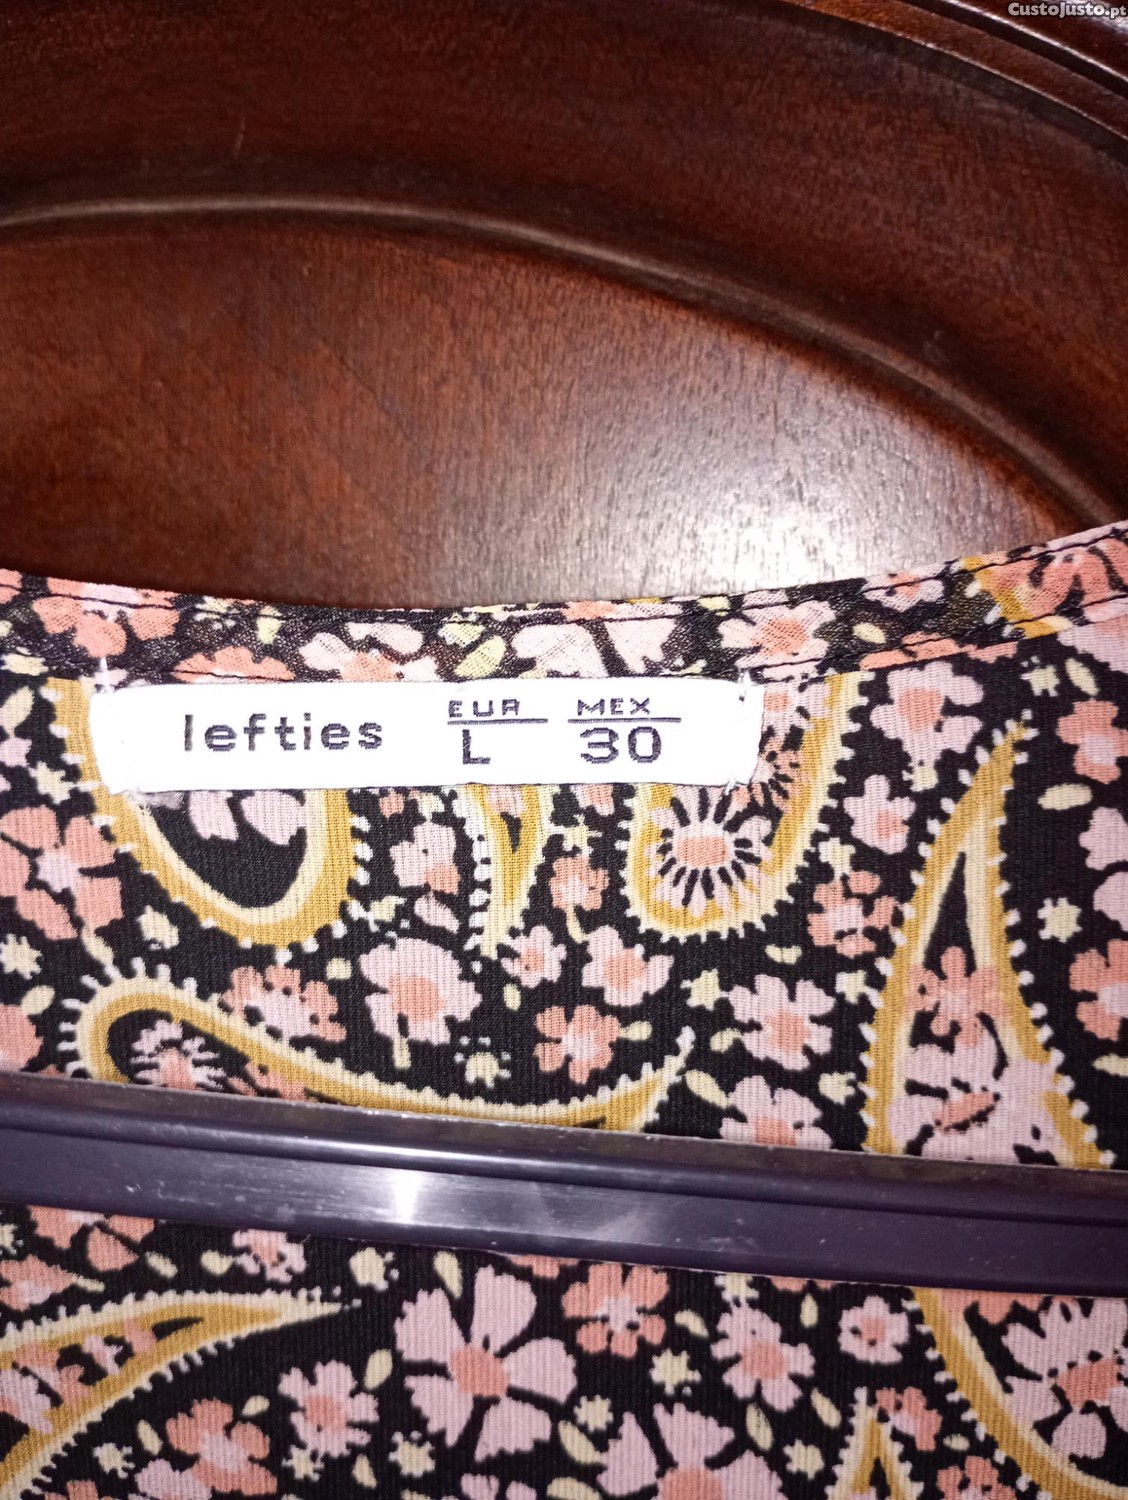 CustoJusto.pt
lefties
EUR MEX
L 30